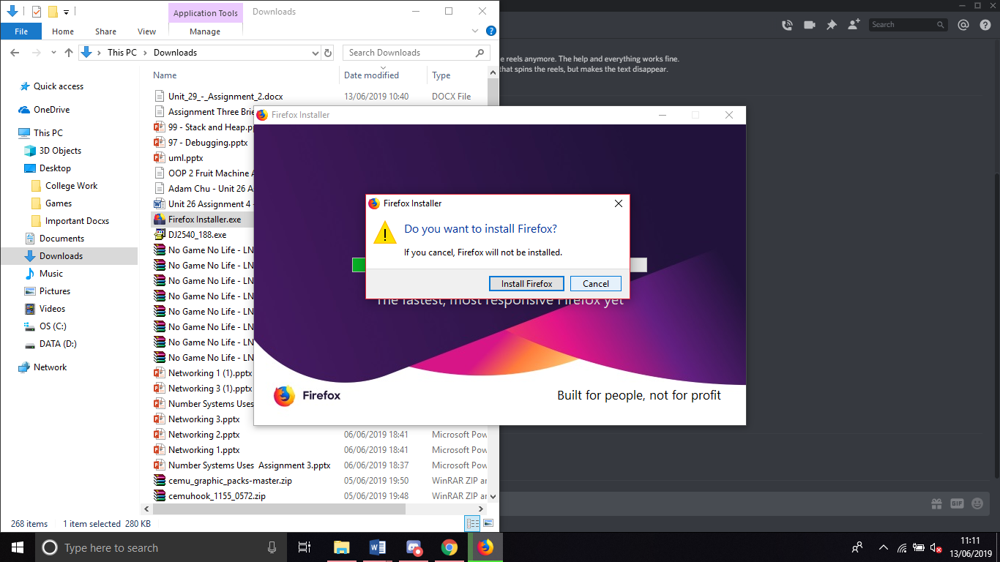 Application Tools
Downloads
File
Home
Share
View
Manage
This PC
Downloads
Search Downloads
Quick access
OneDrive
This PC
3D Objects
Desktop
College Work
Games
Important Docxs
Documents
Downloads
Music
Pictures
Videos
OS (C:)
DATA (D:)
Network
Name
Date modified
Type
Unit_29_-_Assignment_2.docx
13/06/2019 10:40
DOCX File
Assignment Three Brie
99 - Stack and Heap.pp
97 - Debugging.pptx
uml.pptx
OOP 2 Fruit Machine A
Adam Chu - Unit 26 A
Unit 26 Assignment 4 -
Firefox Installer.exe
DJ2540_188.exe
No Game No Life - LN
No Game No Life - LN
No Game No Life - LN
No Game No Life - LN
No Game No Life - LN
No Game No Life - LN
No Game No Life - LN
No Game No Life - LN
Networking 1 (1).pptx
Networking 3 (1).pptx
Number Systems Uses
Networking 3.pptx
Networking 2.pptx
06/06/2019 18:41
Microsoft Pow
Networking 1.pptx
06/06/2019 18:41
Microsoft Pow
Number Systems Uses Assignment 3.pptx
06/06/2019 18:37
Microsoft Pow
cemu_graphic_packs-master.zip
05/06/2019 19:50
WinRAR ZIP ar
cemuhook_1155_0572.zip
05/06/2019 19:48
WinRAR ZIP ar
268 items
1 item selected 280 KB
Firefox Installer
Firefox Installer
Do you want to install Firefox?
If you cancel, Firefox will not be installed.
Install Firefox
Cancel
The fastest, most responsive Firefox yet
Firefox
Built for people, not for profit
Search
e reels anymore. The help and everything works fine.
that spins the reels, but makes the text disappear.
GIF
Type here to search
11:11
13/06/2019